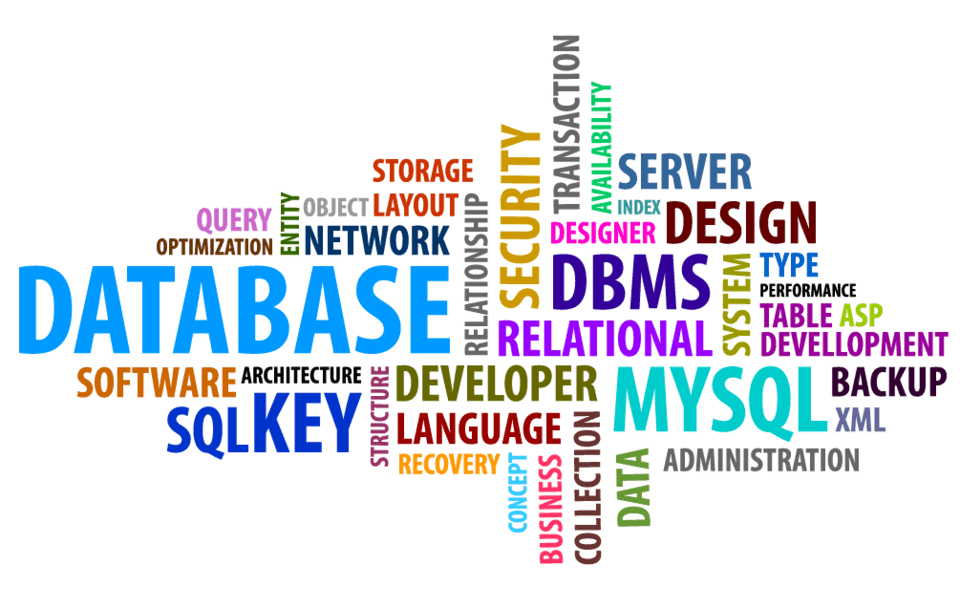 TRANSACTION
AVAILABILITY
SECURITY
STORAGE
SERVER
ENTITY
OBJECT
LAYOUT
RELATIONSHIP
INDEX
DESIGN
QUERY
DESIGNER
OPTIMIZATION
NETWORK
DATABASE
DBMS
SYSTEM
TYPE
PERFORMANCE
RELATIONAL
TABLE
ASP
DEVELLOPMENT
SOFTWARE
ARCHITECTURE
STRUCTURE
DEVELOPER
MYSQL
BACKUP
SQL
KEY
LANGUAGE
COLLECTION
XML
RECOVERY
CONCEPT
BUSINESS
DATA
ADMINISTRATION